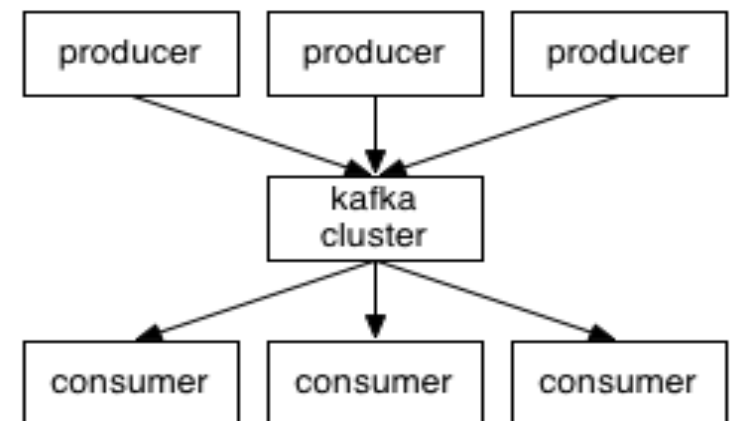 producer
producer
producer
kafka
cluster
consumer
consumer
consumer